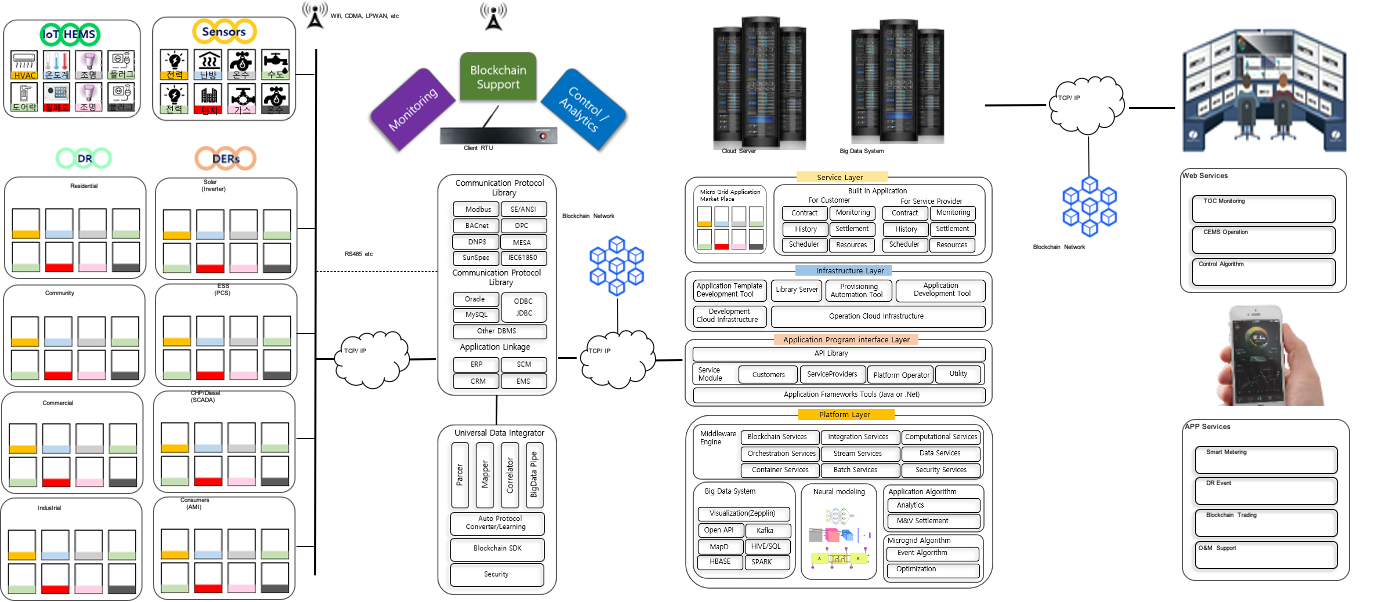 IoT HEMS
HVAC
온도계
조명
플러그
도어락
월패드
조명
플러그
Sensors
전력
난방
온수
수도
전력
가스
Wifi, CDMA, LPWAN, etc
DR
DERs
Residential
Community
Commercial
Industrial
Solar
(Inverter)
ESS
(PCS)
CHP/Diesel
(SCADA)
Consumers
(AMI)
RS485 etc
TCP/ IP
Monitoring
Blockchain
Support
Control /
Analytics
Client RTU
Communication Protocol
Library
Modbus
SE/ANSI
BACnet
OPC
DNP3
MESA
SunSpec
IEC61850
Communication Protocol
Library
Oracle
MySQL
ODBC
JDBC
Other DBMS
Application Linkage
ERP
SCM
CRM
EMS
Universal Data Integrator
Parcer
Mapper
Correlator
BigData Pipe
Auto Protocol
Converter/Learning
Blockchain SDK
Security
Blockchain Network
TCP/ IP
Cloud Server
Big Data System
Service Layer
Micro Grid Application
Market Place
Built In Application
For Customer
Contract
Monitoring
History
Settlement
Scheduler
Resources
For Service Provider
Contract
Monitoring
History
Settlement
Scheduler
Resources
Infrastructure Layer
Application Template
Development Tool
Library Server
Provisioning
Automation Tool
Application
Development Tool
Development
Cloud Infrastructure
Operation Cloud Infrastructure
Application Program interface Layer
API Library
Service
Module
Customers
ServiceProviders
Platform Operator
Utility
Application Frameworks Tools (Java or .Net)
Platform Layer
Middleware
Engine
Blockchain Services
Integration Services
Computational Services
Orchestration Services
Stream Services
Data Services
Container Services
Batch Services
Security Services
Big Data System
Visualization(Zepplin)
Open API
Kafka
MapD
HIVE/SQL
HBASE
SPARK
Neural modeling
Application Algorithm
Analytics
M&V Settlement
Microgrid Algorithm
Event Algorithm
Optimization
TCP/ IP
Blockchain Network
Web Services
TOC Monitoring
CEMS Operation
Control Algorithm
APP Services
Smart Metering
DR Event
Blockchain Trading
O&M Support